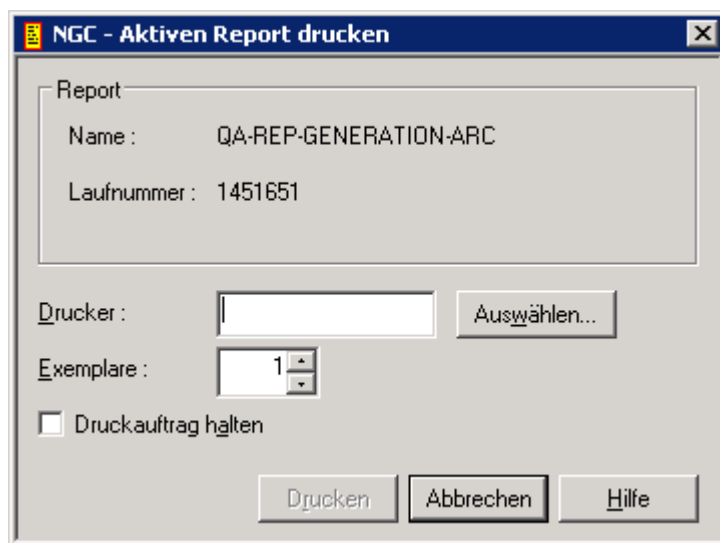 NGC - Aktiven Report drucken
Report
Name : QA-REP-GENERATION-ARC
Laufnummer : 1451651
Drucker : Auswählen...
Exemplare : 1
Druckauftrag halten
Drucken Abbrechen Hilfe